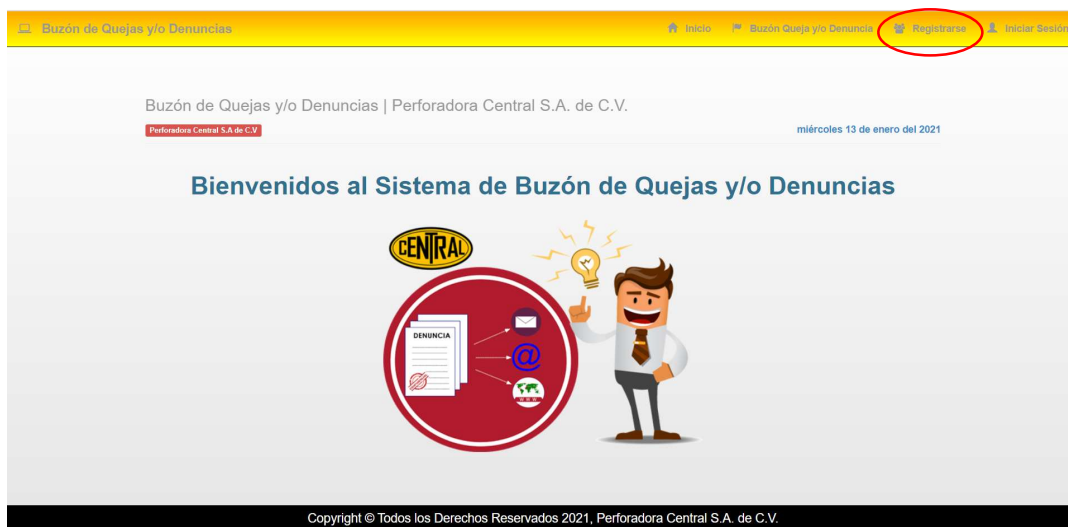 Buzón de Quejas y/o Denuncias Inicio Buzón Queja y/o Denuncia Registrarse Iniciar Sesión
Buzón de Quejas y/o Denuncias | Perforadora Central S.A. de C.V.
Perforadora Central S.A de C.V miércoles 13 de enero del 2021
Bienvenidos al Sistema de Buzón de Quejas y/o Denuncias
CENTRAL
DENUNCIA
@
WWW
Copyright © Todos los Derechos Reservados 2021, Perforadora Central S.A. de C.V.